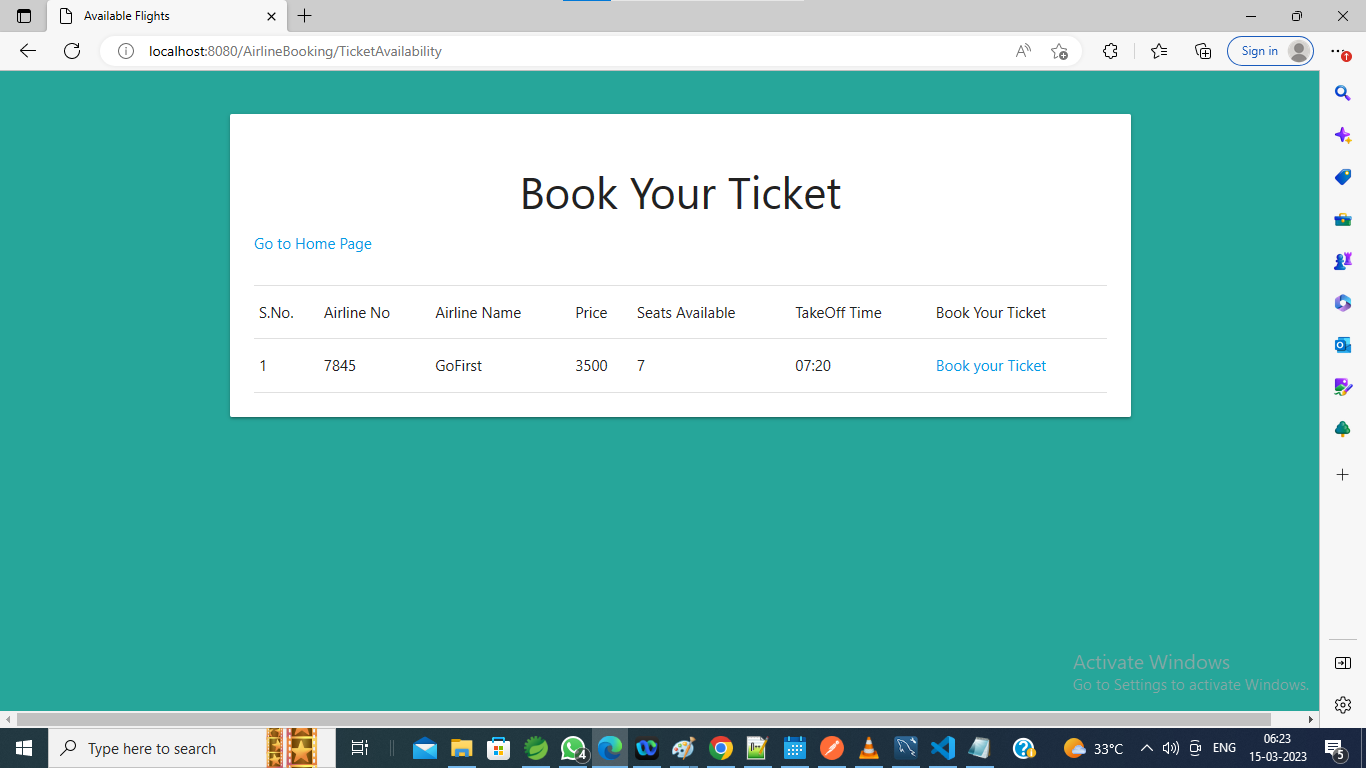 Available Flights
localhost:8080/AirlineBooking/TicketAvailability
Sign in
Book Your Ticket
Go to Home Page
S.No. Airline No Airline Name Price Seats Available TakeOff Time Book Your Ticket
1 7845 GoFirst 3500 7 07:20 Book your Ticket
Activate Windows
Go to Settings to activate Windows.
Type here to search
4
33°C
ENG
06:23
15-03-2023
5